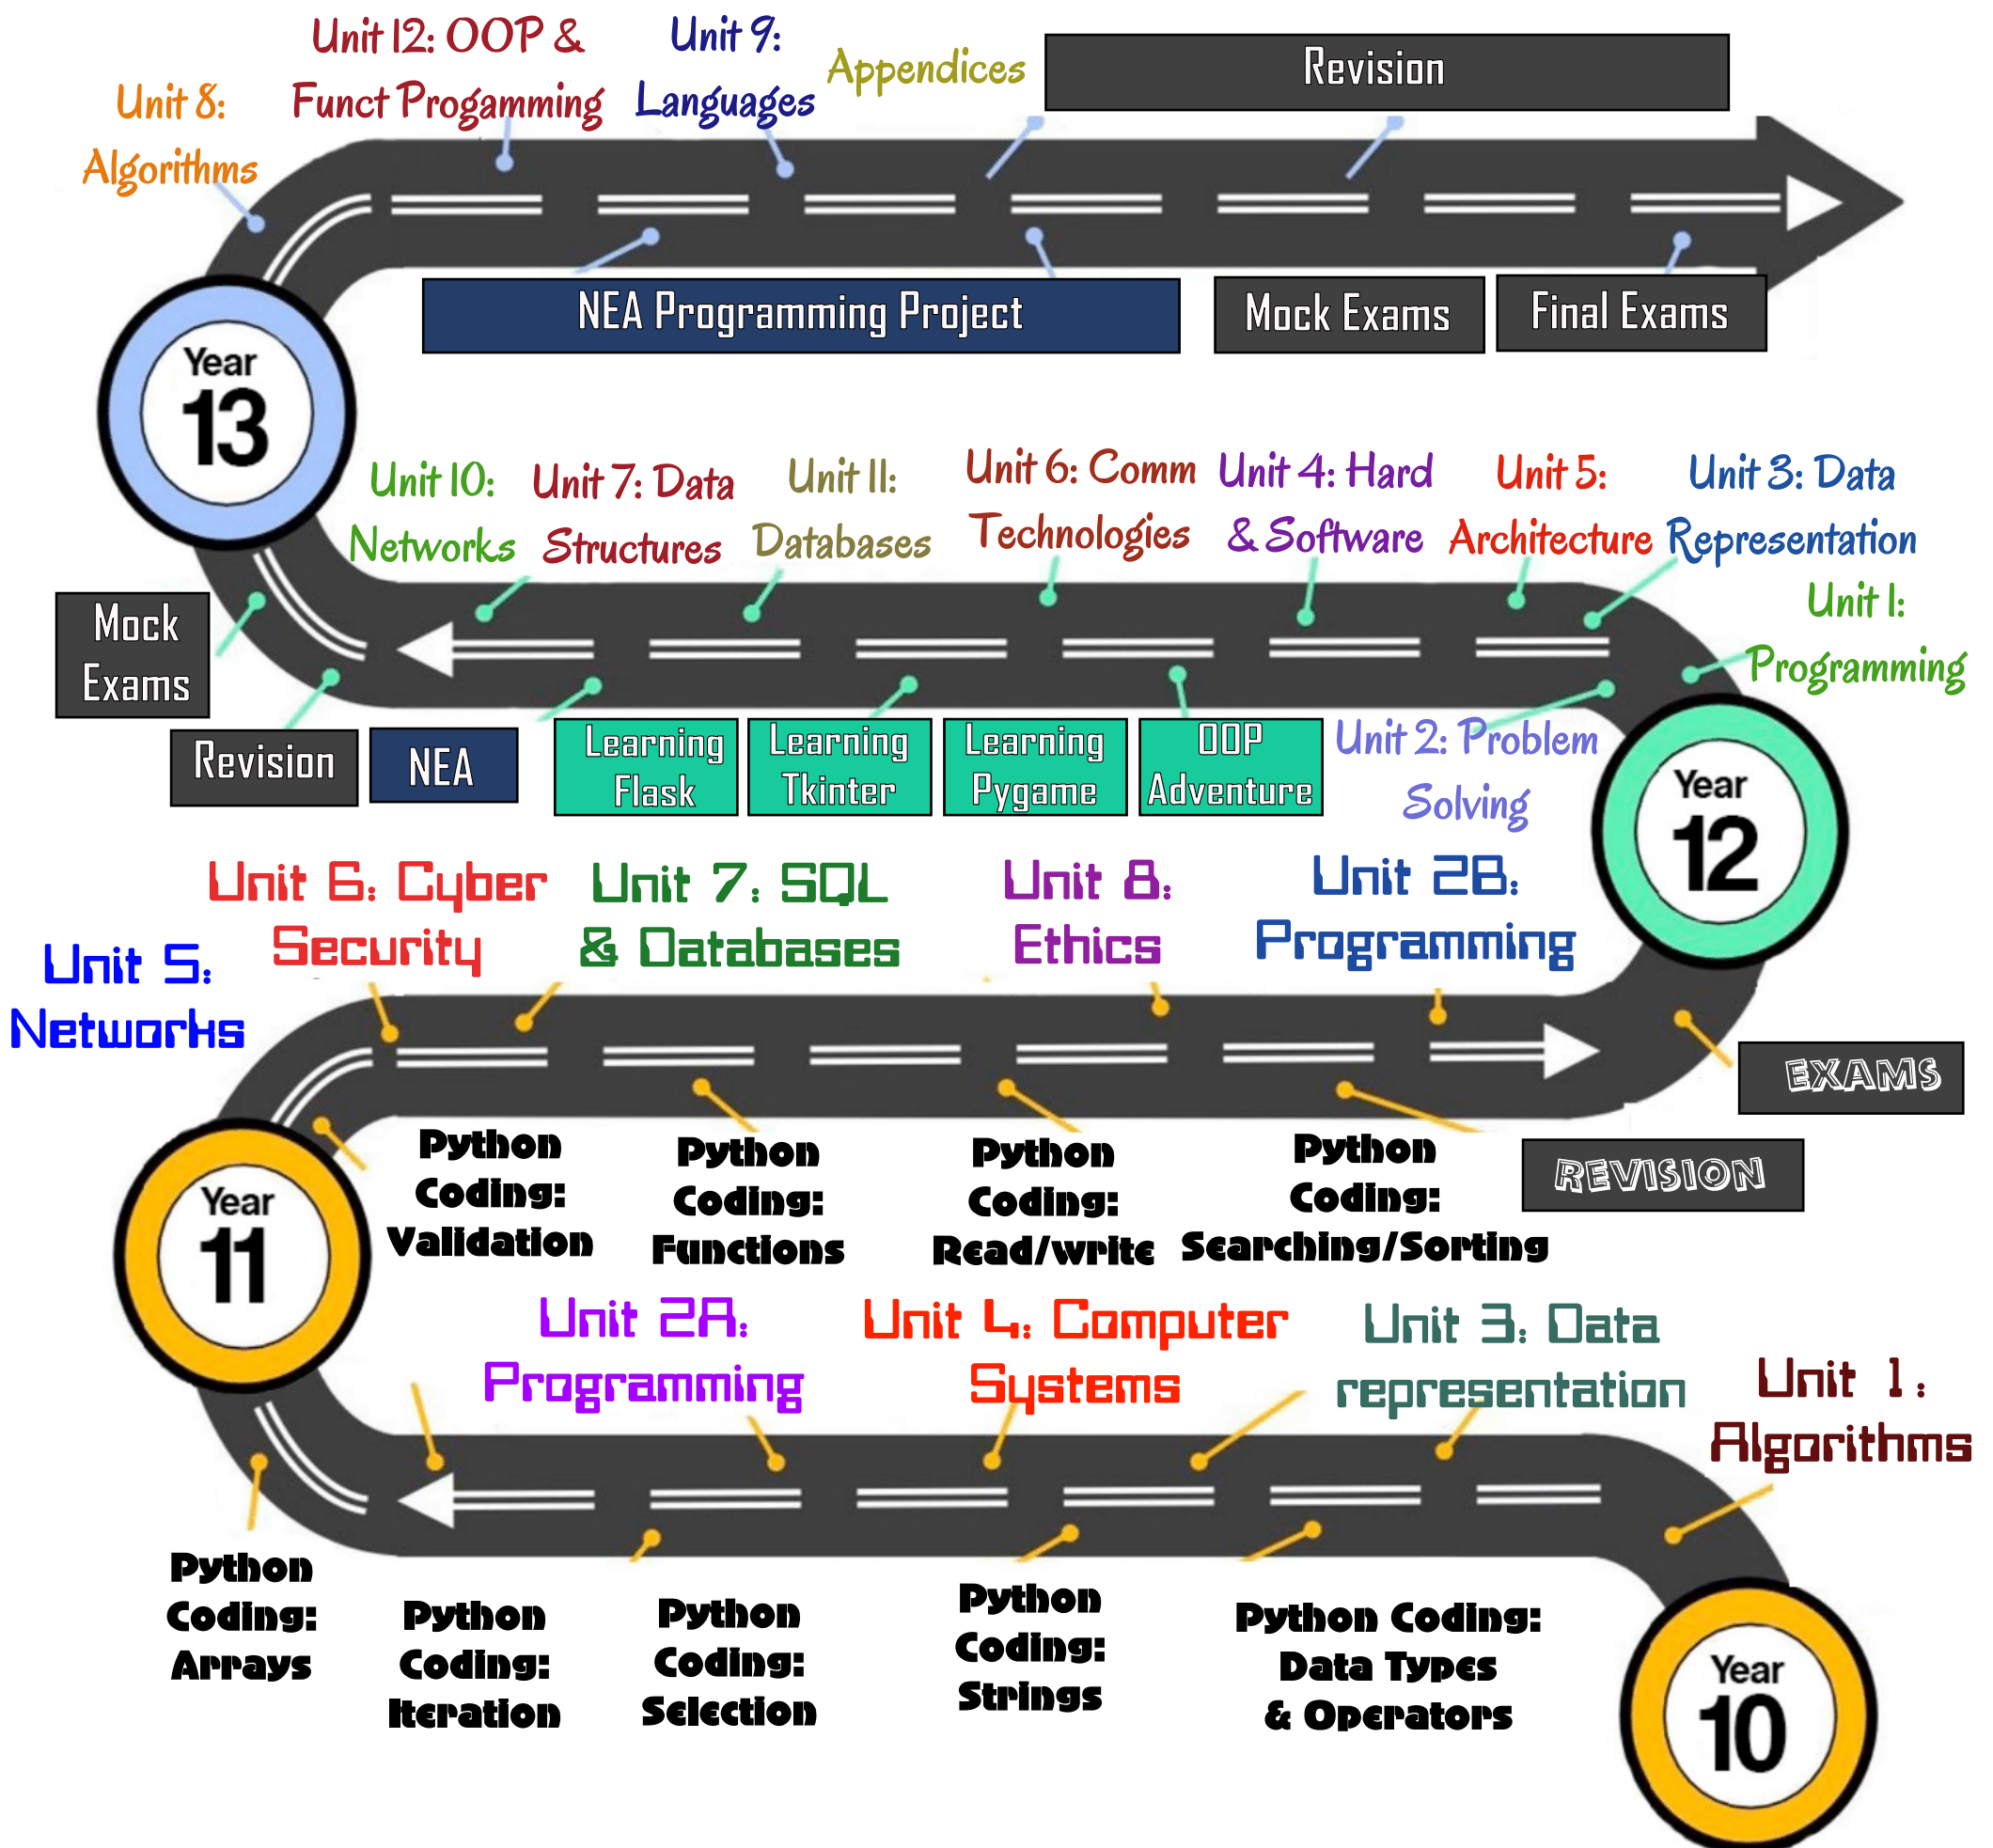 Unit 12: OOP &
Funct Progamming
Unit 9:
Languages
Appendices
Revision
Unit 8:
Algorithms
NEA Programming Project
Mock Exams
Final Exams
Year
13
Unit 10:
Networks
Unit 7: Data
Structures
Unit 11:
Databases
Unit 6: Comm
Technologies
Unit 4: Hard
& Software
Unit 5:
Architecture
Unit 3: Data
Representation
Unit 1:
Programming
Mock
Exams
Revision
NEA
Learning
Flask
Learning
Tkinter
Learning
Pygame
OOP
Adventure
Unit 2: Problem
Solving
Year
12
Unit 5:
Networks
Unit 6: Cyber
Security
Unit 7: SQL
& Databases
Unit 8:
Ethics
Unit 2B:
Programming
EXAMS
REVISION
Python
Coding:
Validation
Python
Coding:
Functions
Python
Coding:
Read/write
Python
Coding:
Searching/Sorting
Year
11
Unit 2A:
Programming
Unit 4: Computer
Systems
Unit 3: Data
representation
Unit 1:
Algorithms
Python
Coding:
Arrays
Python
Coding:
Iteration
Python
Coding:
Selection
Python
Coding:
Strings
Python Coding:
Data Types
& Operators
Year
10